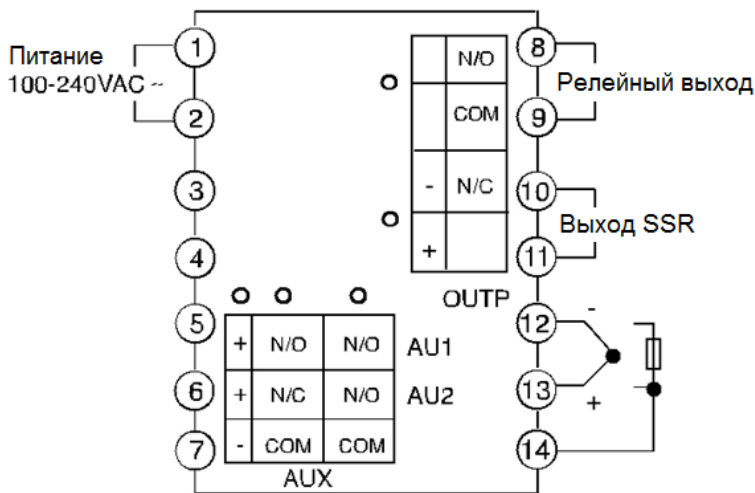 Питание
100-240VAC ~
1
2
3
4
5
6
7
N/O
COM
- N/C
+
OUTP
8
9
10
11
12
13
14
Релейный выход
Выход SSR
-
+
+ N/O N/O AU1
+ N/C N/O AU2
- COM COM
AUX